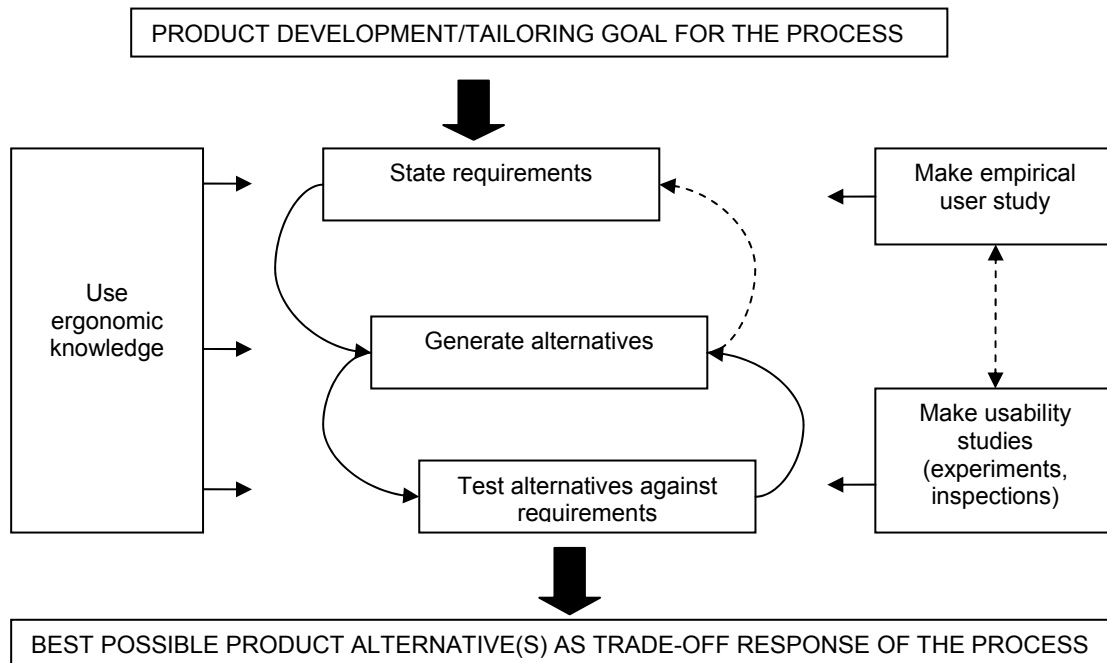 PRODUCT DEVELOPMENT/TAILORING GOAL FOR THE PROCESS
State requirements
Make empirical
user study
Use
ergonomic
knowledge
Generate alternatives
Make usability
studies
(experiments,
inspections)
Test alternatives against
requirements
BEST POSSIBLE PRODUCT ALTERNATIVE(S) AS TRADE-OFF RESPONSE OF THE PROCESS